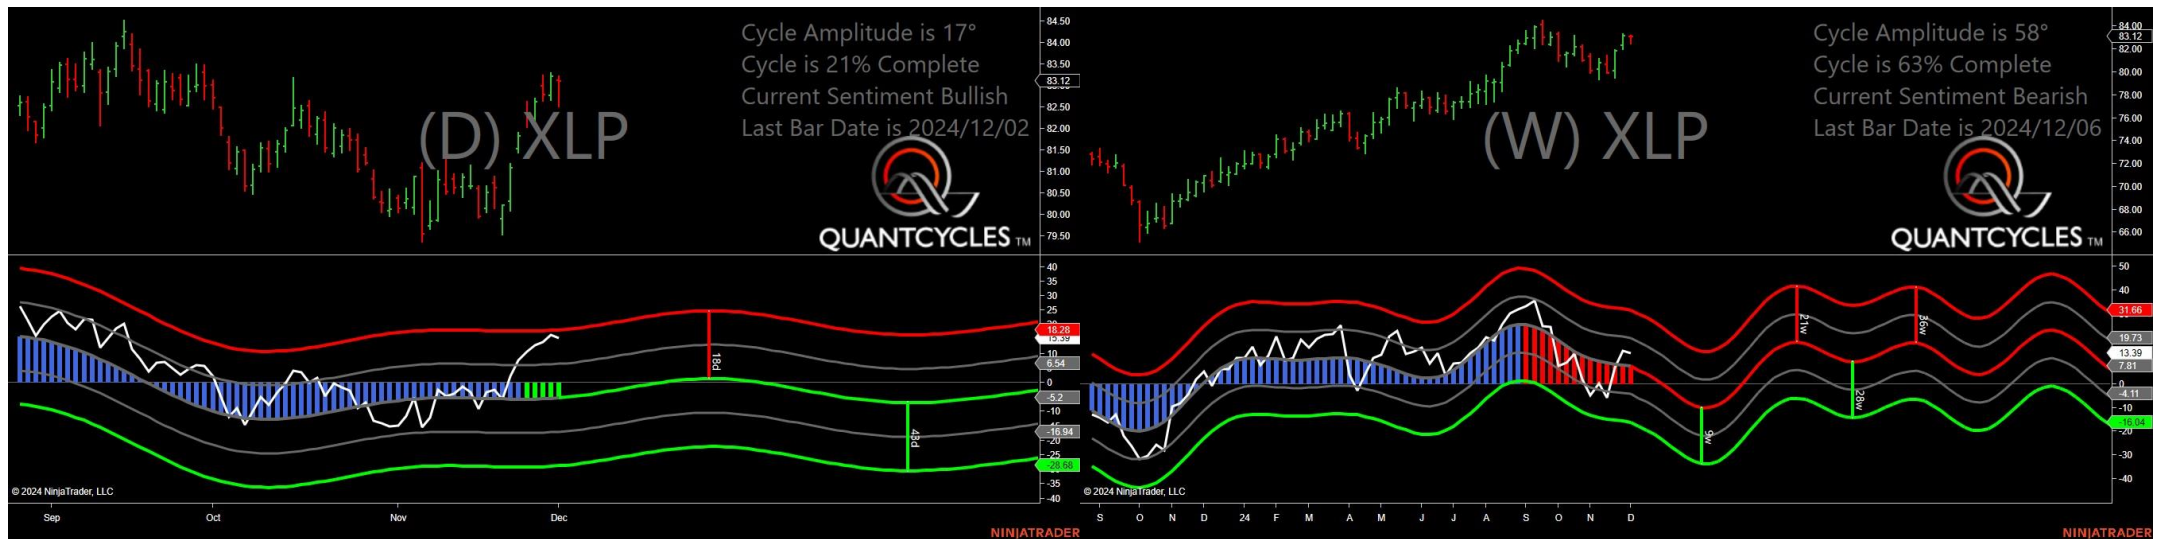 Cycle Amplitude is 17°
Cycle is 21% Complete
Current Sentiment Bullish
Last Bar Date is 2024/12/02
(D) XLP
QUANTCYCLES TM
84.50
84.00
83.50
83.12
82.50
82.00
81.50
81.00
80.50
80.00
79.50
40
35
30
25
18.28
15.39
10
6.54
0
-5.2
-10
-16.94
-28.68
-35
-40
18d
43d
© 2024 NinjaTrader, LLC
Sep Oct Nov Dec
NINJATRADER
Cycle Amplitude is 58°
Cycle is 63% Complete
Current Sentiment Bearish
Last Bar Date is 2024/12/06
(W) XLP
QUANTCYCLES TM
84.00
83.12
82.00
80.00
78.00
76.00
74.00
72.00
70.00
68.00
66.00
50
40
31.66
19.73
13.39
7.81
0
-4.11
-10
-16.04
-20
-30
-40
9w
21w
28w
36w
© 2024 NinjaTrader, LLC
S O N D 24 F M A M J J A S O N D
NINJATRADER